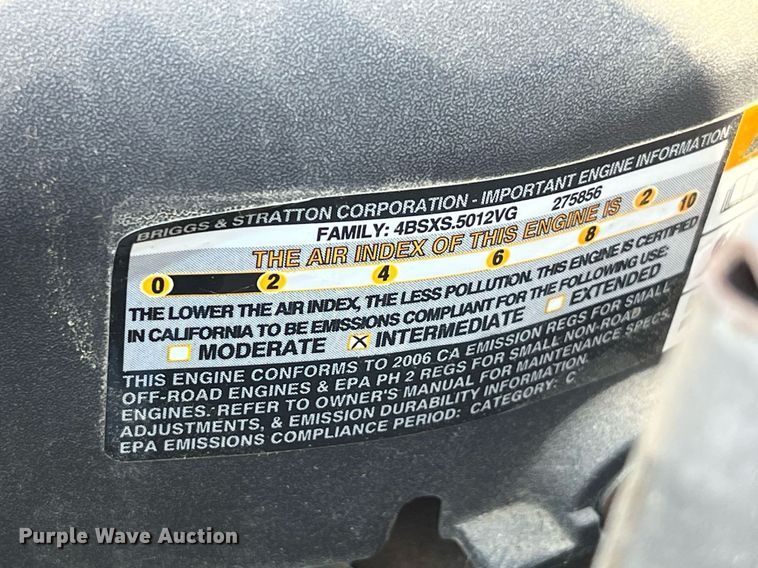 BRIGGS & STRATTON CORPORATION - IMPORTANT ENGINE INFORMATION
FAMILY: 4BSXS.5012VG 275856
THE AIR INDEX OF THIS ENGINE IS 2
0 2 4 6 8 10
THE LOWER THE AIR INDEX, THE LESS POLLUTION. THIS ENGINE IS CERTIFIED
IN CALIFORNIA TO BE EMISSIONS COMPLIANT FOR THE FOLLOWING USE:
MODERATE INTERMEDIATE EXTENDED
THIS ENGINE CONFORMS TO 2006 CA EMISSION REGS FOR SMALL
OFF-ROAD ENGINES & EPA PH 2 REGS FOR SMALL NON-ROAD
ENGINES. REFER TO OWNER'S MANUAL FOR MAINTENANCE SPECS,
ADJUSTMENTS, & EMISSION DURABILITY INFORMATION.
EPA EMISSIONS COMPLIANCE PERIOD: CATEGORY: C
Purple Wave Auction